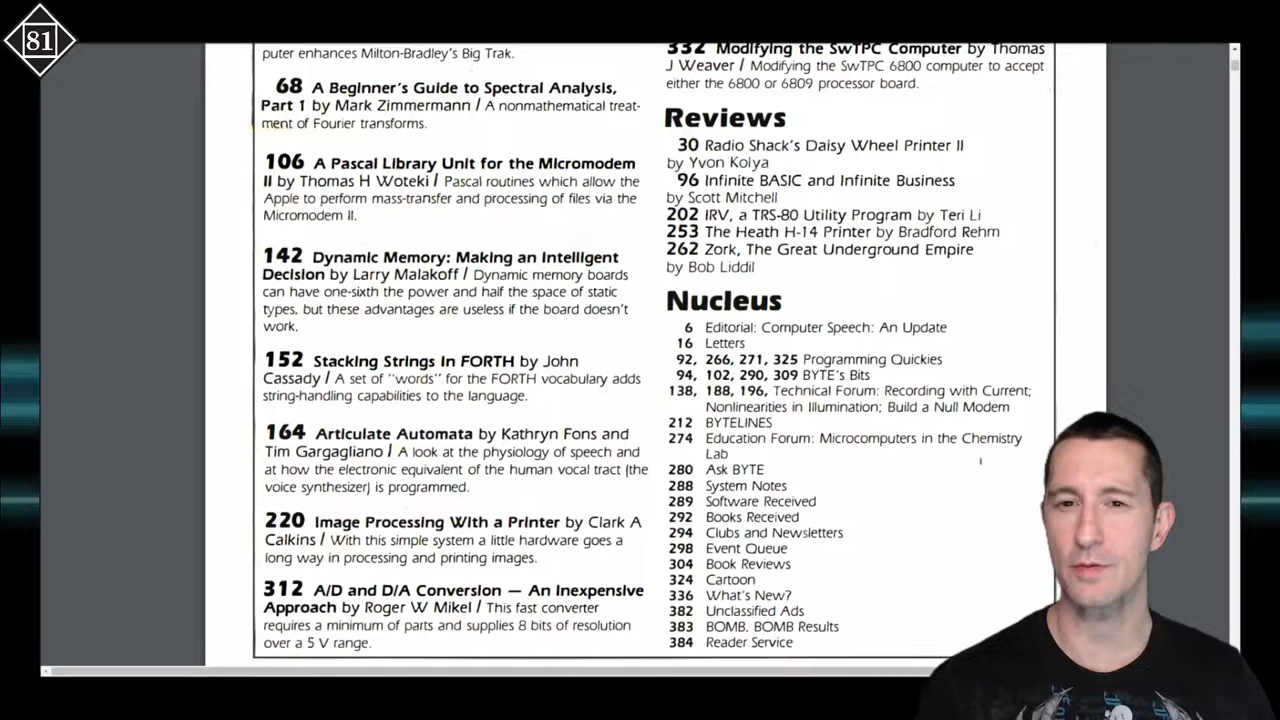 81
puter enhances Milton-Bradley's Big Trak.
68 A Beginner's Guide to Spectral Analysis,
Part 1 by Mark Zimmermann / A nonmathematical treat-
ment of Fourier transforms.
106 A Pascal Library Unit for the Micromodem
II by Thomas H Woteki / Pascal routines which allow the
Apple to perform mass-transfer and processing of files via the
Micromodem II.
142 Dynamic Memory: Making an Intelligent
Decision by Larry Malakoff / Dynamic memory boards
can have one-sixth the power and half the space of static
types, but these advantages are useless if the board doesn't
work.
152 Stacking Strings in FORTH by John
Cassady / A set of "words" for the FORTH vocabulary adds
string-handling capabilities to the language.
164 Articulate Automata by Kathryn Fons and
Tim Gargagliano / A look at the physiology of speech and
at how the electronic equivalent of the human vocal tract (the
voice synthesizer) is programmed.
220 Image Processing With a Printer by Clark A
Calkins / With this simple system a little hardware goes a
long way in processing and printing images.
312 A/D and D/A Conversion — An Inexpensive
Approach by Roger W Mikel / This fast converter
requires a minimum of parts and supplies 8 bits of resolution
over a 5 V range.
332 Modifying the SwTPC Computer by Thomas
J Weaver / Modifying the SwTPC 6800 computer to accept
either the 6800 or 6809 processor board.
Reviews
30 Radio Shack's Daisy Wheel Printer II
by Yvon Kolya
96 Infinite BASIC and Infinite Business
by Scott Mitchell
202 IRV, a TRS-80 Utility Program by Teri Li
253 The Heath H-14 Printer by Bradford Rehm
262 Zork, The Great Underground Empire
by Bob Liddil
Nucleus
6 Editorial: Computer Speech: An Update
16 Letters
92, 266, 271, 325 Programming Quickies
94, 102, 290, 309 BYTE's Bits
138, 188, 196, Technical Forum: Recording with Current;
Nonlinearities in Illumination; Build a Null Modem
212 BYTELINES
274 Education Forum: Microcomputers in the Chemistry
Lab
280 Ask BYTE
288 System Notes
289 Software Received
292 Books Received
294 Clubs and Newsletters
298 Event Queue
304 Book Reviews
324 Cartoon
336 What's New?
382 Unclassified Ads
383 BOMB, BOMB Results
384 Reader Service